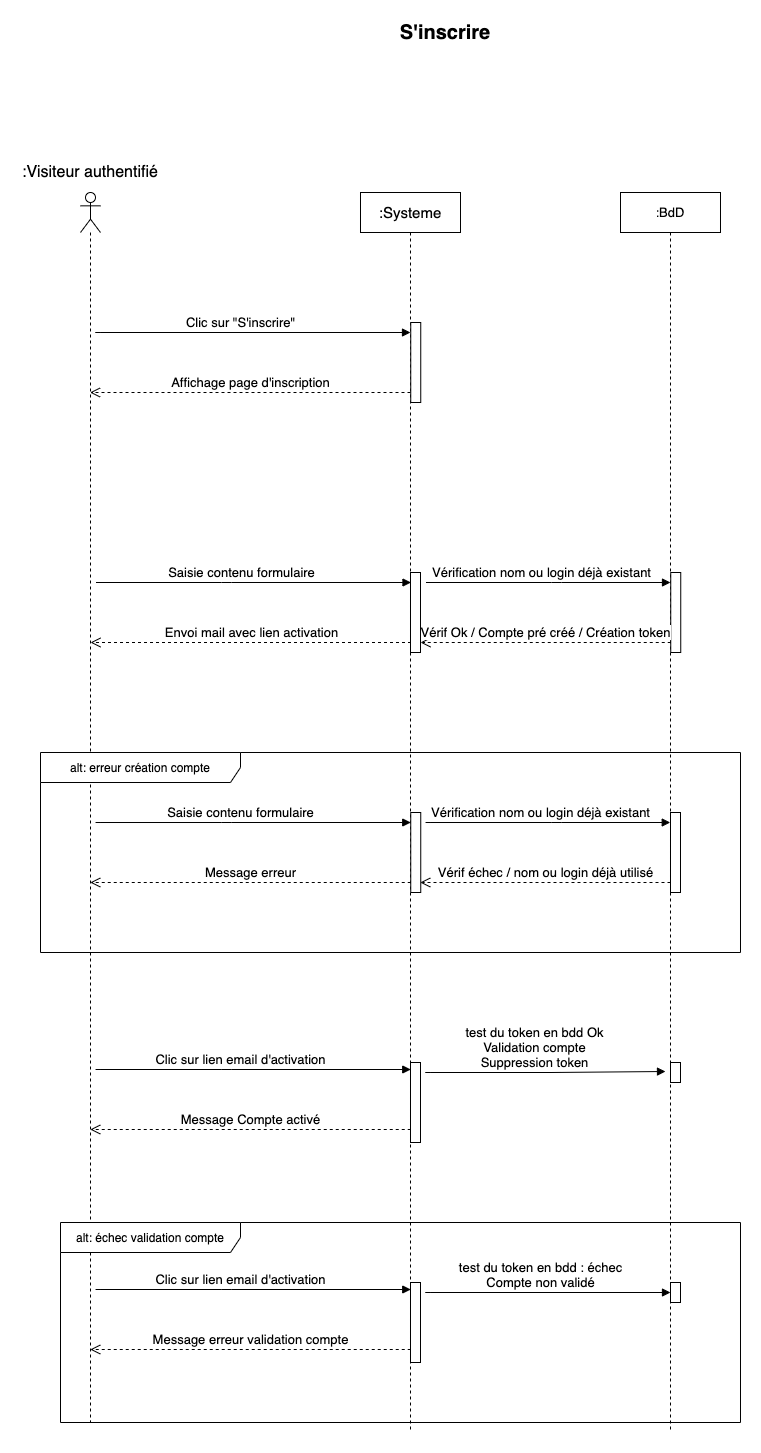 S'inscrire
:Visiteur authentifié
:Systeme
:BdD
Clic sur "S'inscrire"
Affichage page d'inscription
Saisie contenu formulaire
Vérification nom ou login déjà existant
Envoi mail avec lien activation
Vérif Ok / Compte pré créé / Création token
alt: erreur création compte
Saisie contenu formulaire
Vérification nom ou login déjà existant
Message erreur
Vérif échec / nom ou login déjà utilisé
test du token en bdd Ok
Validation compte
Suppression token
Clic sur lien email d'activation
Message Compte activé
alt: échec validation compte
test du token en bdd : échec
Compte non validé
Clic sur lien email d'activation
Message erreur validation compte